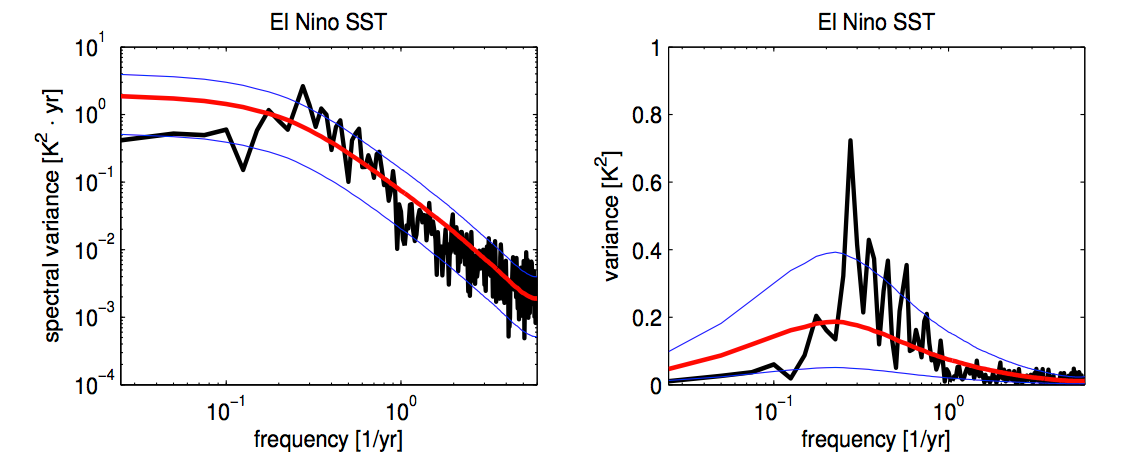 El Nino SST
10^1
10^0
10^−1
10^−2
10^−3
10^−4
spectral variance [K^2 · yr]
10^−1 10^0
frequency [1/yr]
El Nino SST
1
0.8
0.6
0.4
0.2
0
variance [K^2]
10^−1 10^0
frequency [1/yr]